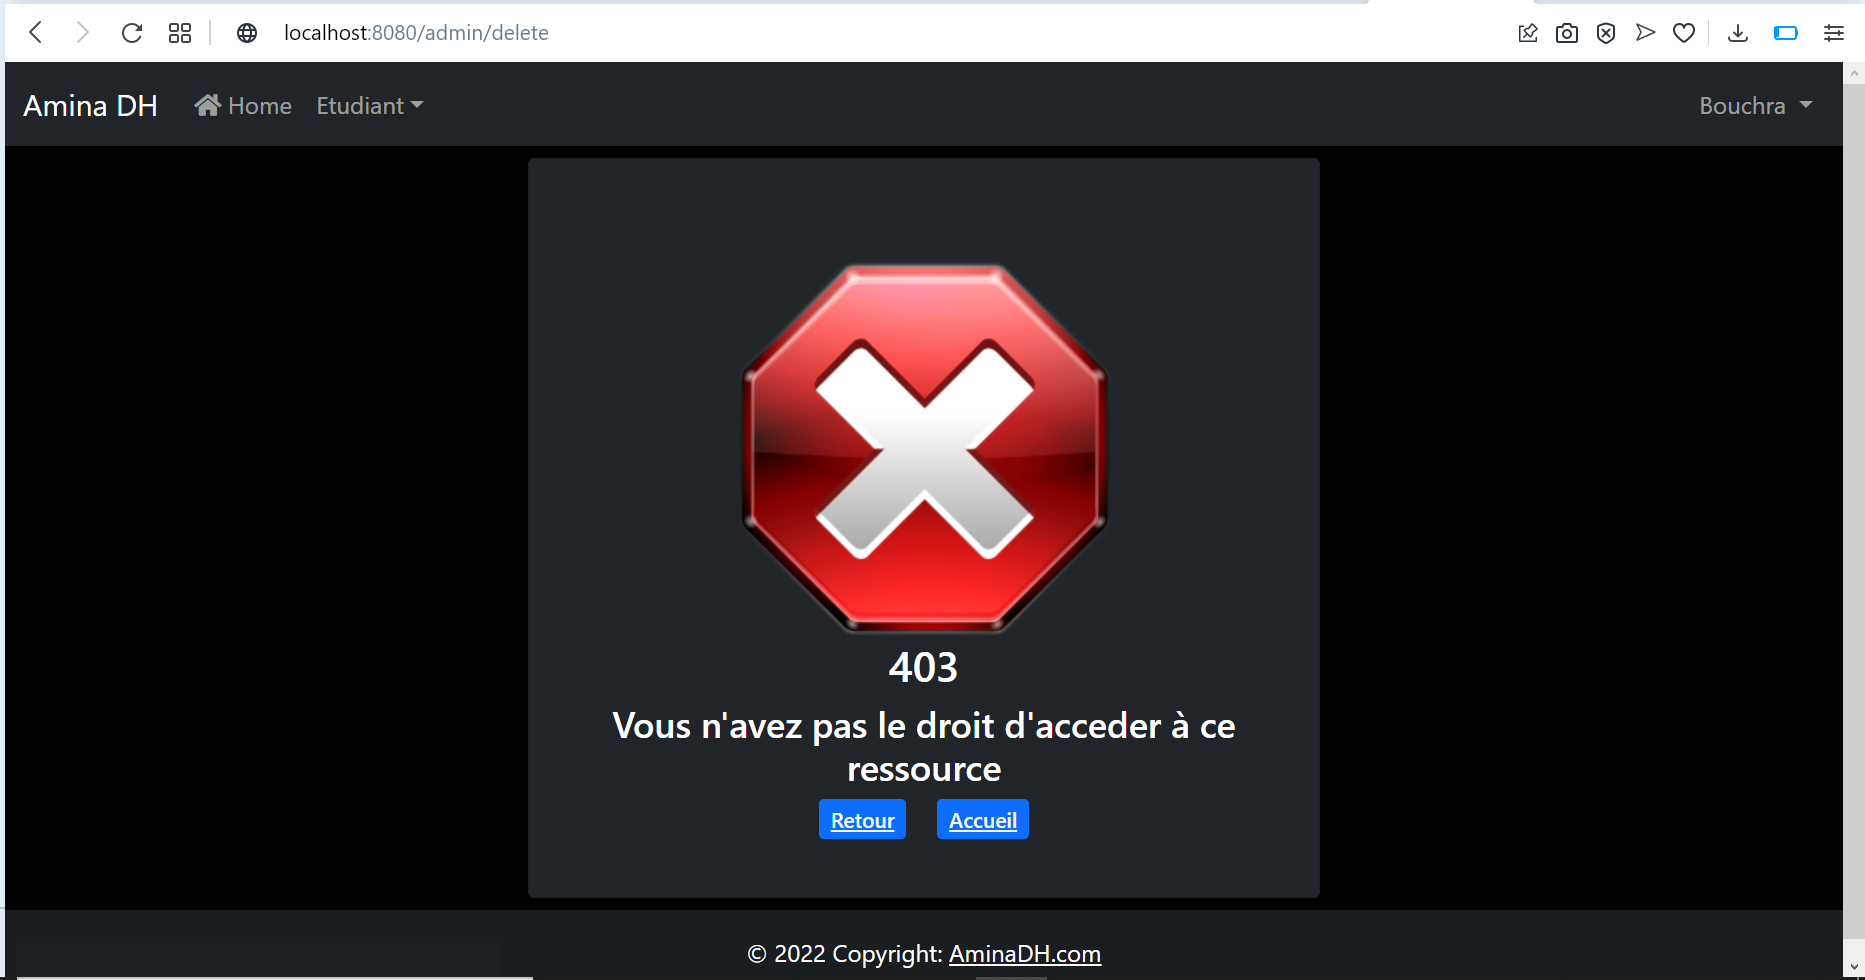 localhost:8080/admin/delete
Amina DH Home Etudiant Bouchra
403
Vous n'avez pas le droit d'acceder à ce
ressource
Retour Accueil
© 2022 Copyright: AminaDH.com